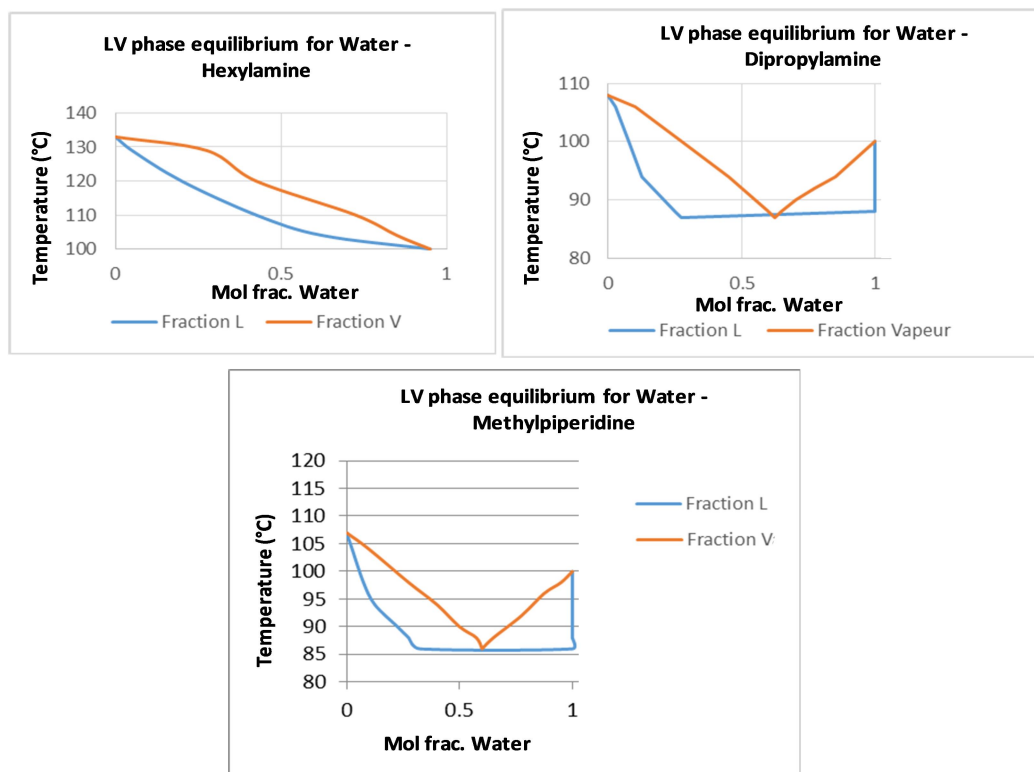 LV phase equilibrium for Water -
Hexylamine
Temperature (°C)
140
130
120
110
100
0
0.5
1
Mol frac. Water
Fraction L
Fraction V
LV phase equilibrium for Water -
Dipropylamine
Temperature (°C)
110
100
90
80
0
0.5
1
Mol frac. Water
Fraction L
Fraction Vapeur
LV phase equilibrium for Water -
Methylpiperidine
Temperature (°C)
120
115
110
105
100
95
90
85
80
0
0.5
1
Mol frac. Water
Fraction L
Fraction V